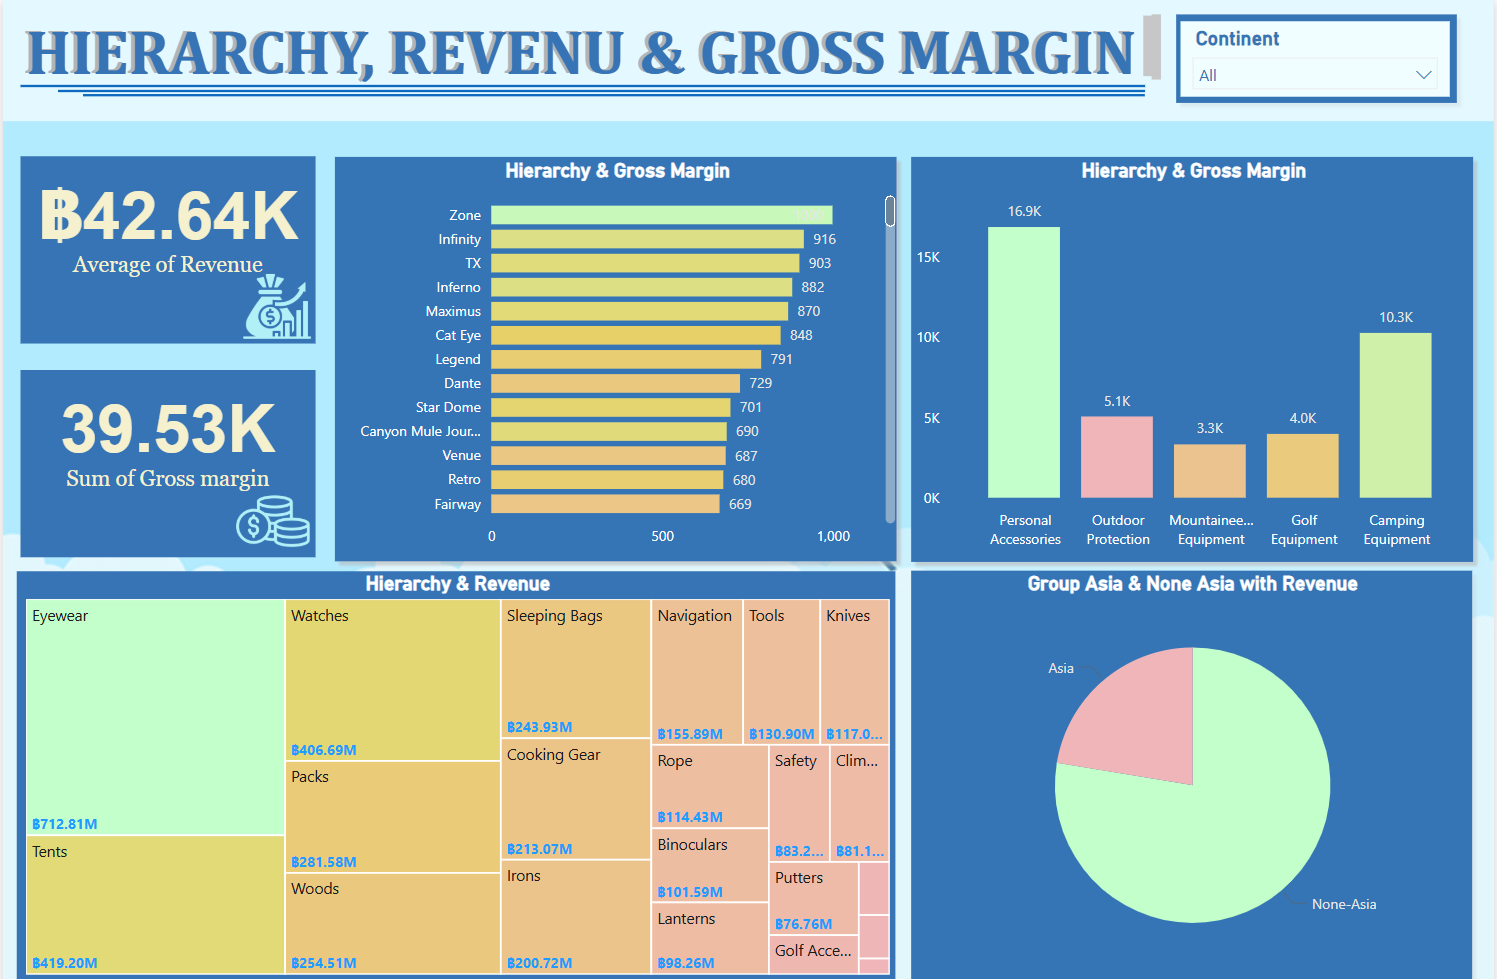 HIERARCHY, REVENU & GROSS MARGIN
Continent
All
฿42.64K
Average of Revenue
39.53K
Sum of Gross margin
Hierarchy & Gross Margin
Zone
Infinity 916
TX 903
Inferno 882
Maximus 870
Cat Eye 848
Legend 791
Dante 729
Star Dome 701
Canyon Mule Jour... 690
Venue 687
Retro 680
Fairway 669
0 500 1,000
Hierarchy & Gross Margin
16.9K
15K
10K
10.3K
5.1K
5K
3.3K
4.0K
0K
Personal Accessories
Outdoor Protection
Mountainee... Equipment
Golf Equipment
Camping Equipment
Hierarchy & Revenue
Eyewear
฿712.81M
Tents
฿419.20M
Watches
฿406.69M
Packs
฿281.58M
Woods
฿254.51M
Sleeping Bags
฿243.93M
Cooking Gear
฿213.07M
Irons
฿200.72M
Navigation
฿155.89M
Tools
฿130.90M
Knives
฿117.0...
Rope
฿114.43M
Binoculars
฿101.59M
Lanterns
฿98.26M
Safety
฿83.2...
Clim...
฿81.1...
Putters
฿76.76M
Golf Acce...
Group Asia & None Asia with Revenue
Asia
None-Asia